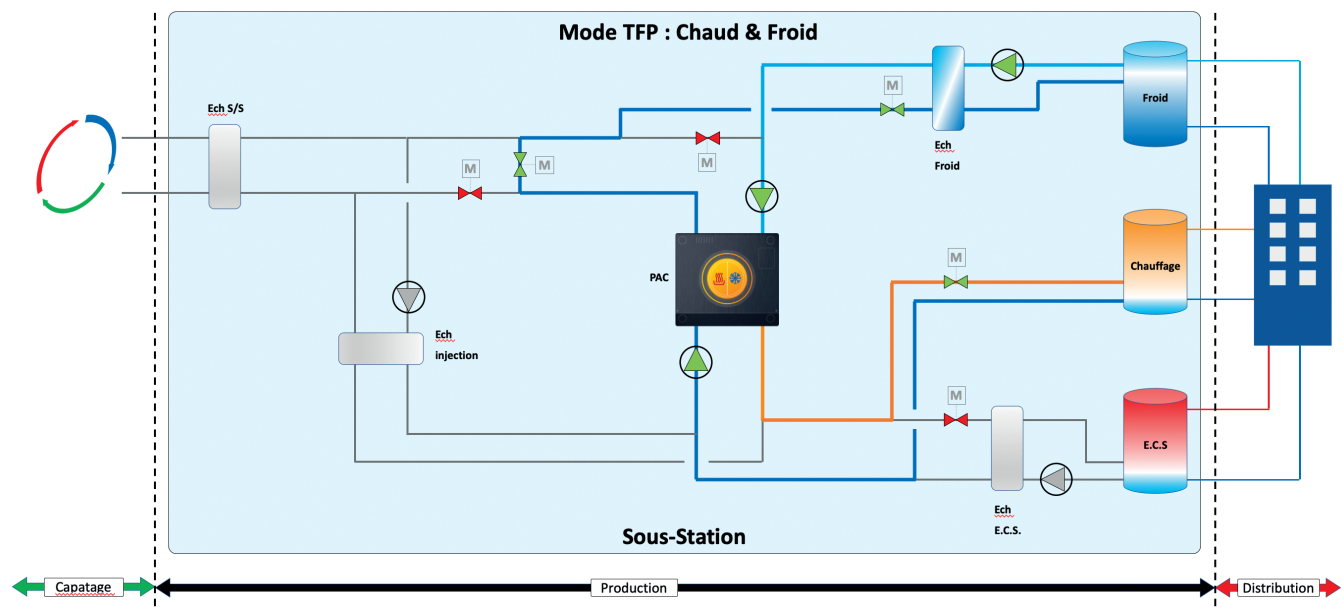 Mode TFP : Chaud & Froid
Ech S/S
M
M
M
M
Ech
Froid
Froid
PAC
M
Chauffage
Ech
injection
M
E.C.S
Ech
E.C.S.
Sous-Station
Capatage
Production
Distribution